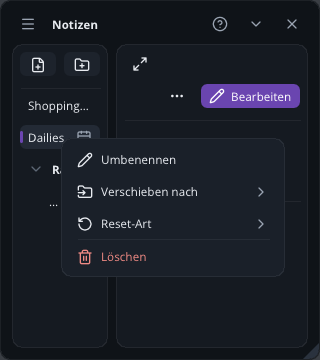 Notizen
Bearbeiten
Shopping...
Dailies
Umbenennen
Verschieben nach
...
Reset-Art
Löschen